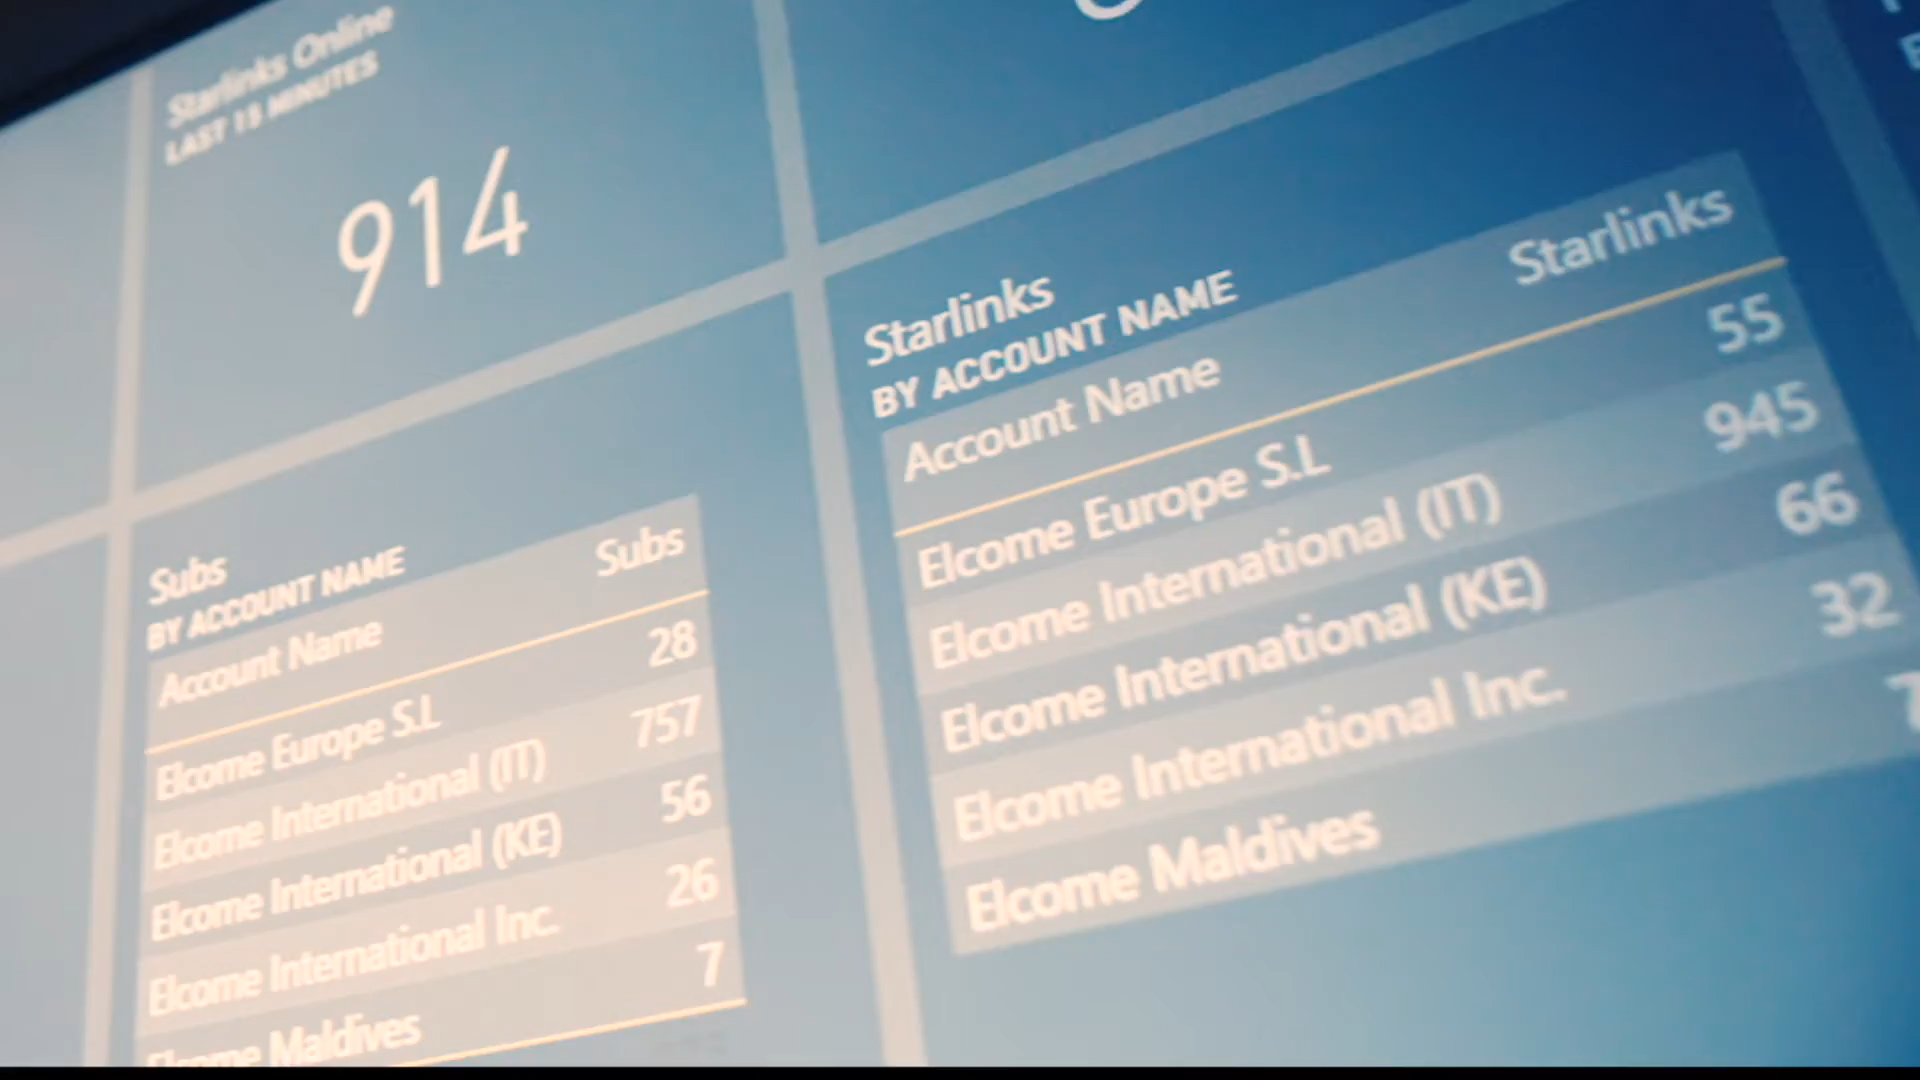 Starlinks Online
LAST 15 MINUTES
914
Subs
BY ACCOUNT NAME
Account Name Subs
Elcome Europe S.L 28
Elcome International (IT) 757
Elcome International (KE) 56
Elcome International Inc. 26
Elcome Maldives 7
Starlinks
BY ACCOUNT NAME
Account Name Starlinks
Elcome Europe S.L 55
Elcome International (IT) 945
Elcome International (KE) 66
Elcome International Inc. 32
Elcome Maldives